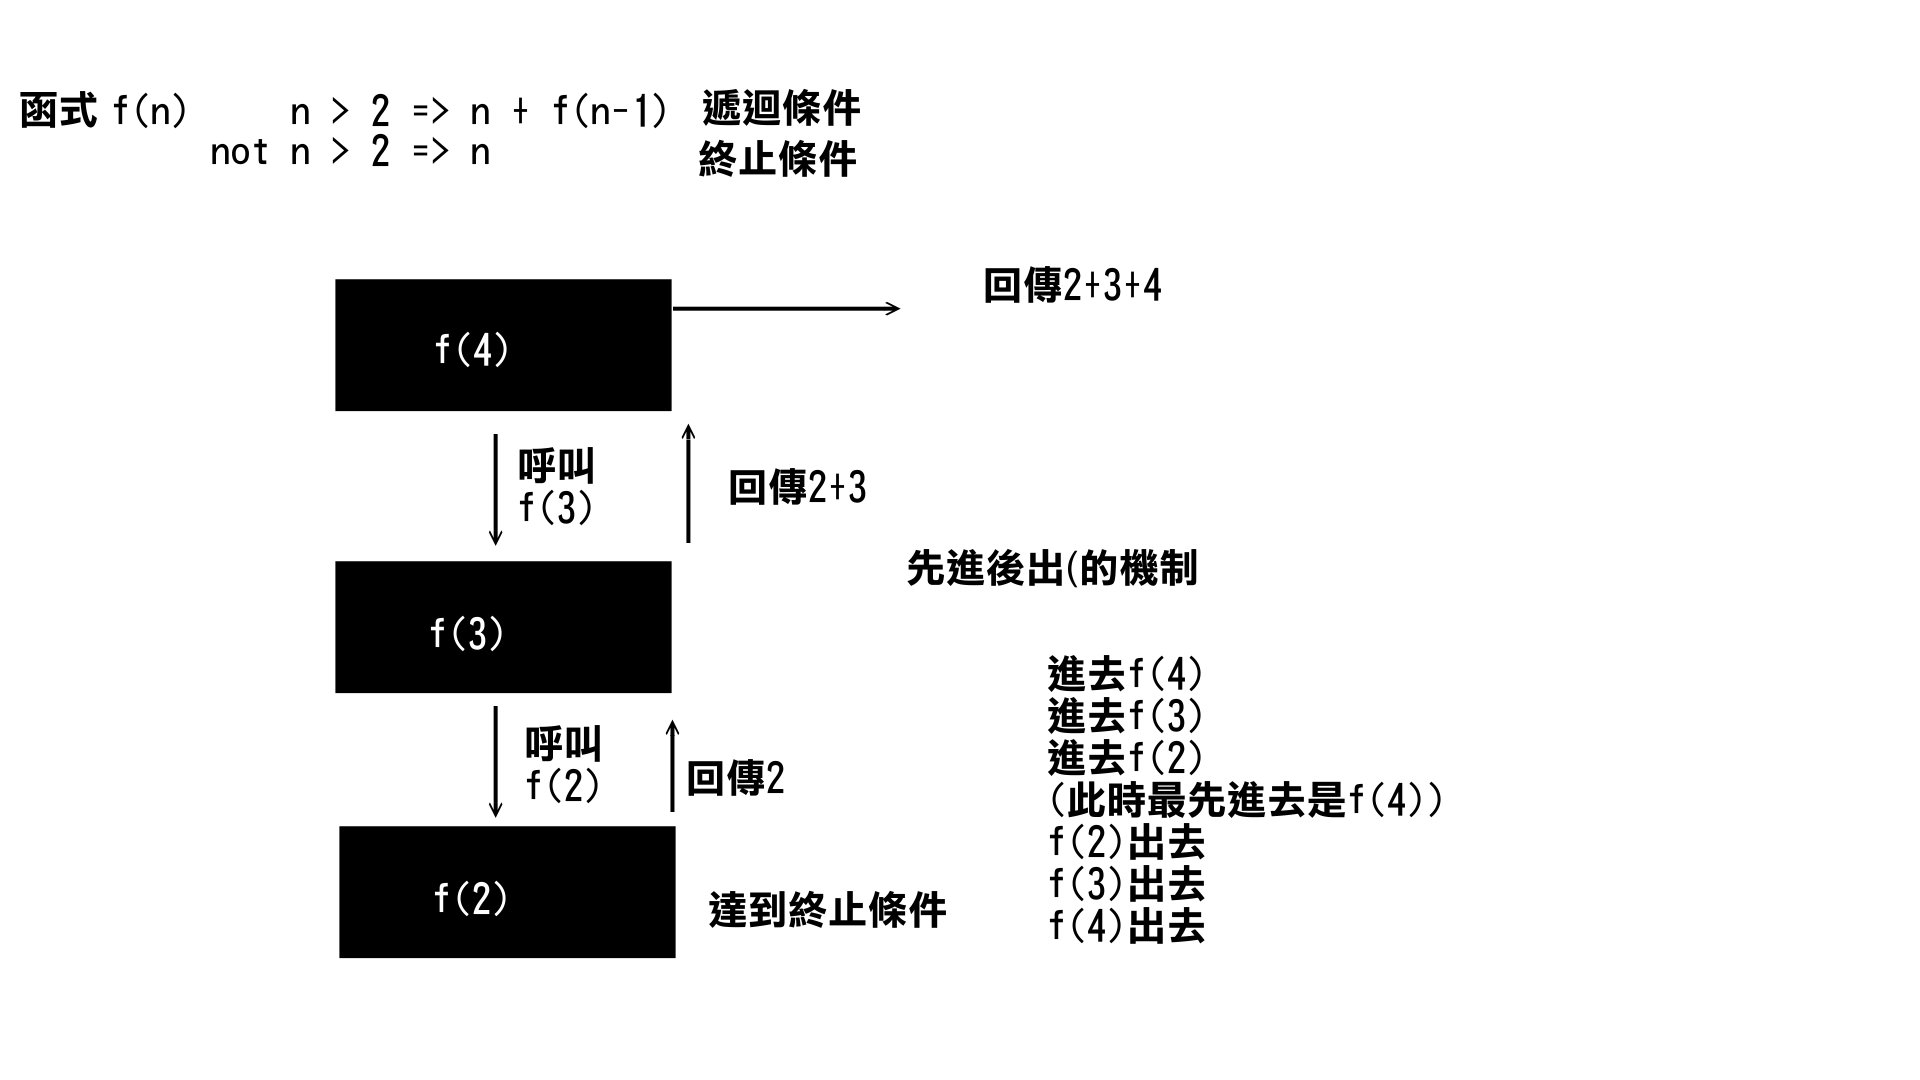 函式 f(n)     n > 2 => n + f(n-1) 遞迴條件
not n > 2 => n 終止條件
f(4)
回傳2+3+4
呼叫
f(3)
回傳2+3
f(3)
先進後出(的機制
呼叫
f(2)
回傳2
f(2)
達到終止條件
進去f(4)
進去f(3)
進去f(2)
(此時最先進去是f(4))
f(2)出去
f(3)出去
f(4)出去